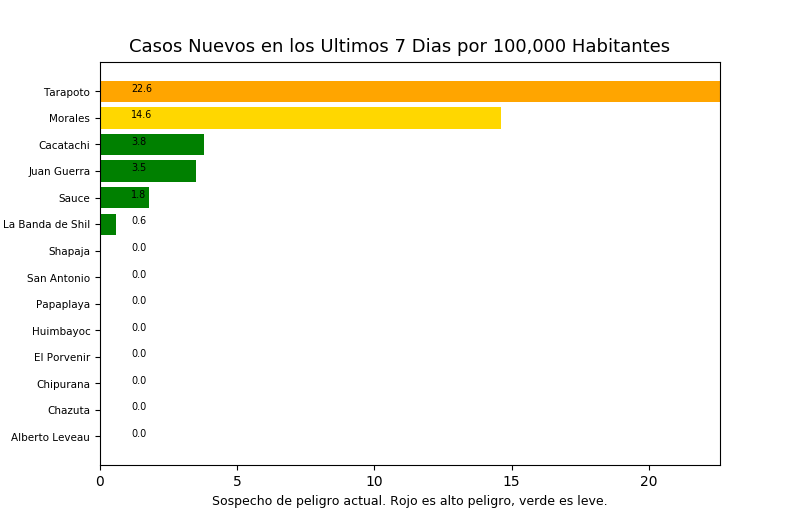 Casos Nuevos en los Ultimos 7 Dias por 100,000 Habitantes
Tarapoto 22.6
Morales 14.6
Cacatachi 3.8
Juan Guerra 3.5
Sauce 1.8
La Banda de Shil 0.6
Shapaja 0.0
San Antonio 0.0
Papaplaya 0.0
Huimbayoc 0.0
El Porvenir 0.0
Chipurana 0.0
Chazuta 0.0
Alberto Leveau 0.0
0 5 10 15 20
Sospecho de peligro actual. Rojo es alto peligro, verde es leve.